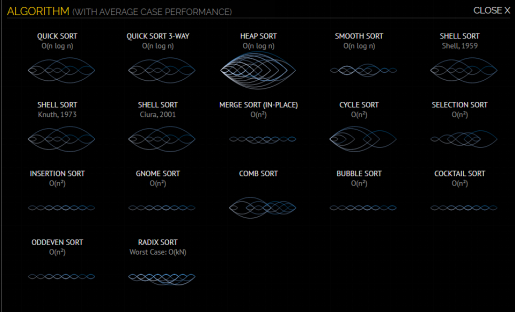 ALGORITHM (WITH AVERAGE CASE PERFORMANCE) CLOSE X
QUICK SORT QUICK SORT 3-WAY HEAP SORT SMOOTH SORT SHELL SORT
O(n log n) O(n log n) O(n log n) O(n log n) Shell, 1959
SHELL SORT SHELL SORT MERGE SORT (IN-PLACE) CYCLE SORT SELECTION SORT
Knuth, 1973 Ciura, 2001 O(n²) O(n²) O(n²)
INSERTION SORT GNOME SORT COMB SORT BUBBLE SORT COCKTAIL SORT
O(n²) O(n²) O(n²) O(n²)
ODDEVEN SORT RADIX SORT
O(n²) Worst Case: O(kN)